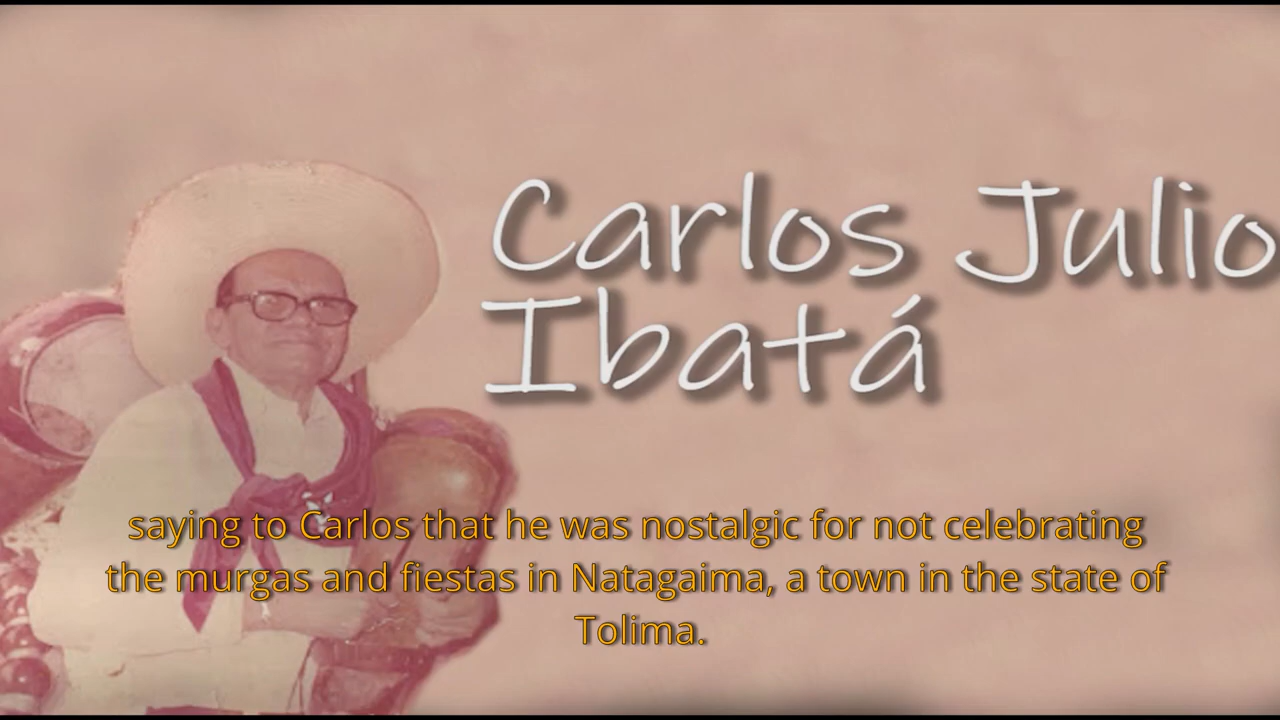 Carlos Julio
Ibatá
saying to Carlos that he was nostalgic for not celebrating
the murgas and fiestas in Natagaima, a town in the state of
Tolima.